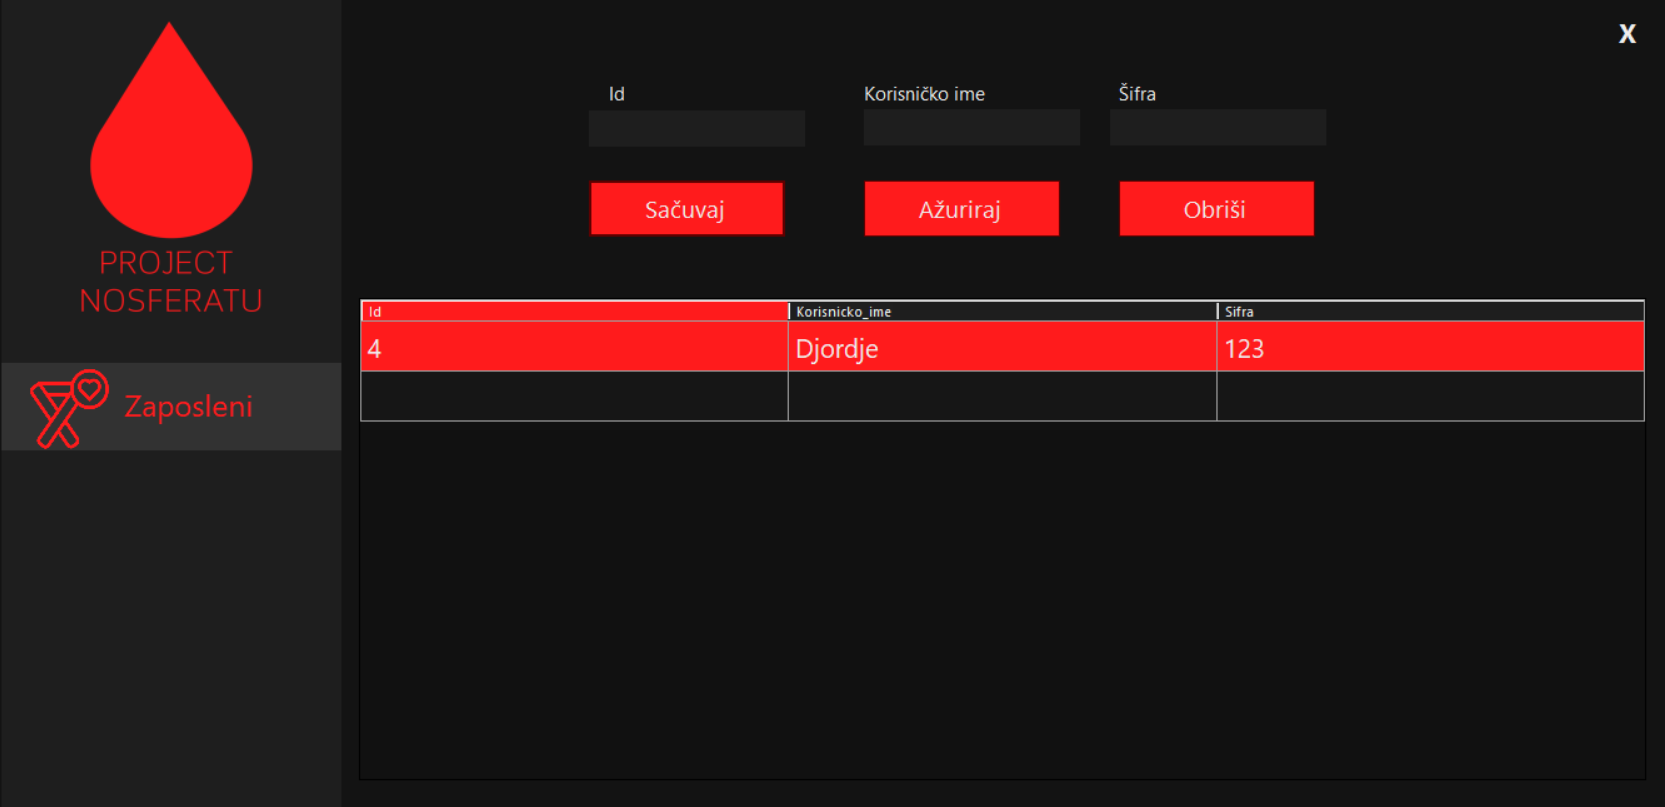 X
Id Korisničko ime Šifra
Sačuvaj Ažuriraj Obriši
PROJECT
NOSFERATU
Zaposleni
Id Korisnicko_ime Sifra
4 Djordje 123